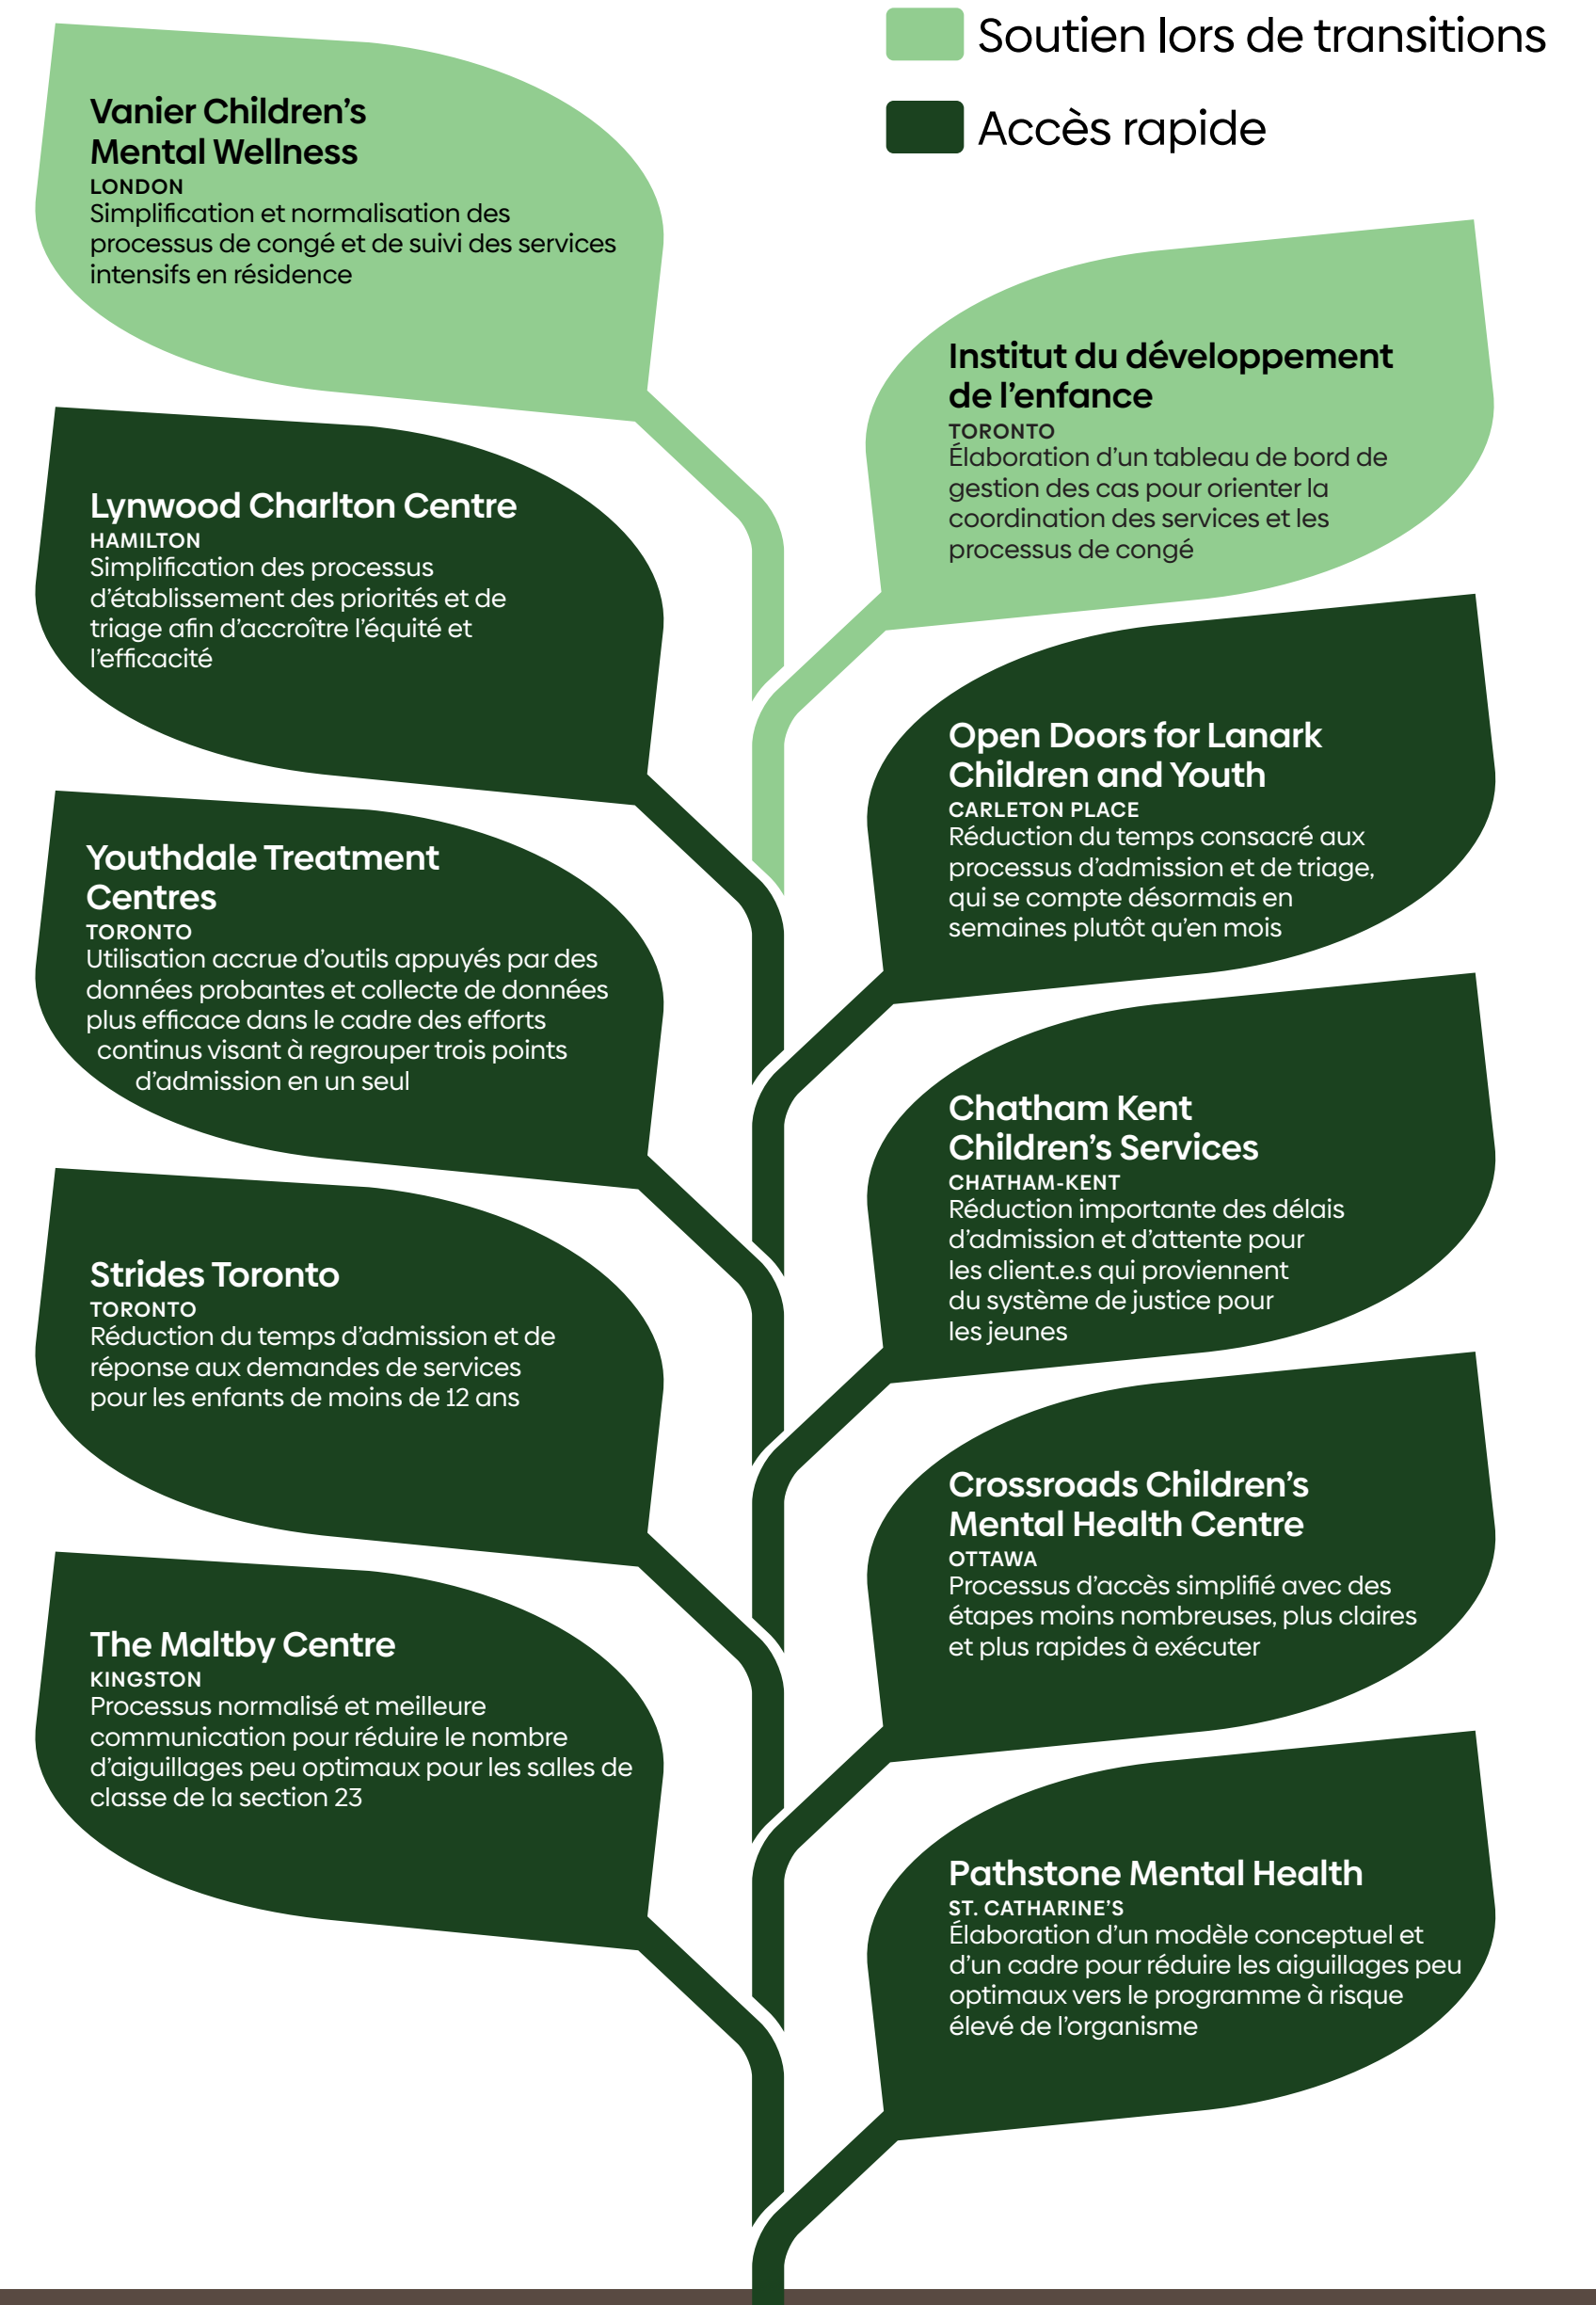 Soutien lors de transitions
Accès rapide
Vanier Children’s
Mental Wellness
LONDON
Simplification et normalisation des
processus de congé et de suivi des services
intensifs en résidence
Institut du développement
de l’enfance
TORONTO
Élaboration d’un tableau de bord de
gestion des cas pour orienter la
coordination des services et les
processus de congé
Lynwood Charlton Centre
HAMILTON
Simplification des processus
d’établissement des priorités et de
triage afin d’accroître l’équité et
l’efficacité
Open Doors for Lanark
Children and Youth
CARLETON PLACE
Réduction du temps consacré aux
processus d’admission et de triage,
qui se compte désormais en
semaines plutôt qu’en mois
Youthdale Treatment
Centres
TORONTO
Utilisation accrue d’outils appuyés par des
données probantes et collecte de données
plus efficace dans le cadre des efforts
continus visant à regrouper trois points
d’admission en un seul
Chatham Kent
Children’s Services
CHATHAM-KENT
Réduction importante des délais
d’admission et d’attente pour
les client.e.s qui proviennent
du système de justice pour
les jeunes
Strides Toronto
TORONTO
Réduction du temps d’admission et de
réponse aux demandes de services
pour les enfants de moins de 12 ans
Crossroads Children’s
Mental Health Centre
OTTAWA
Processus d’accès simplifié avec des
étapes moins nombreuses, plus claires
et plus rapides à exécuter
The Maltby Centre
KINGSTON
Processus normalisé et meilleure
communication pour réduire le nombre
d’aiguillages peu optimaux pour les salles de
classe de la section 23
Pathstone Mental Health
ST. CATHARINE’S
Élaboration d’un modèle conceptuel et
d’un cadre pour réduire les aiguillages peu
optimaux vers le programme à risque
élevé de l’organisme